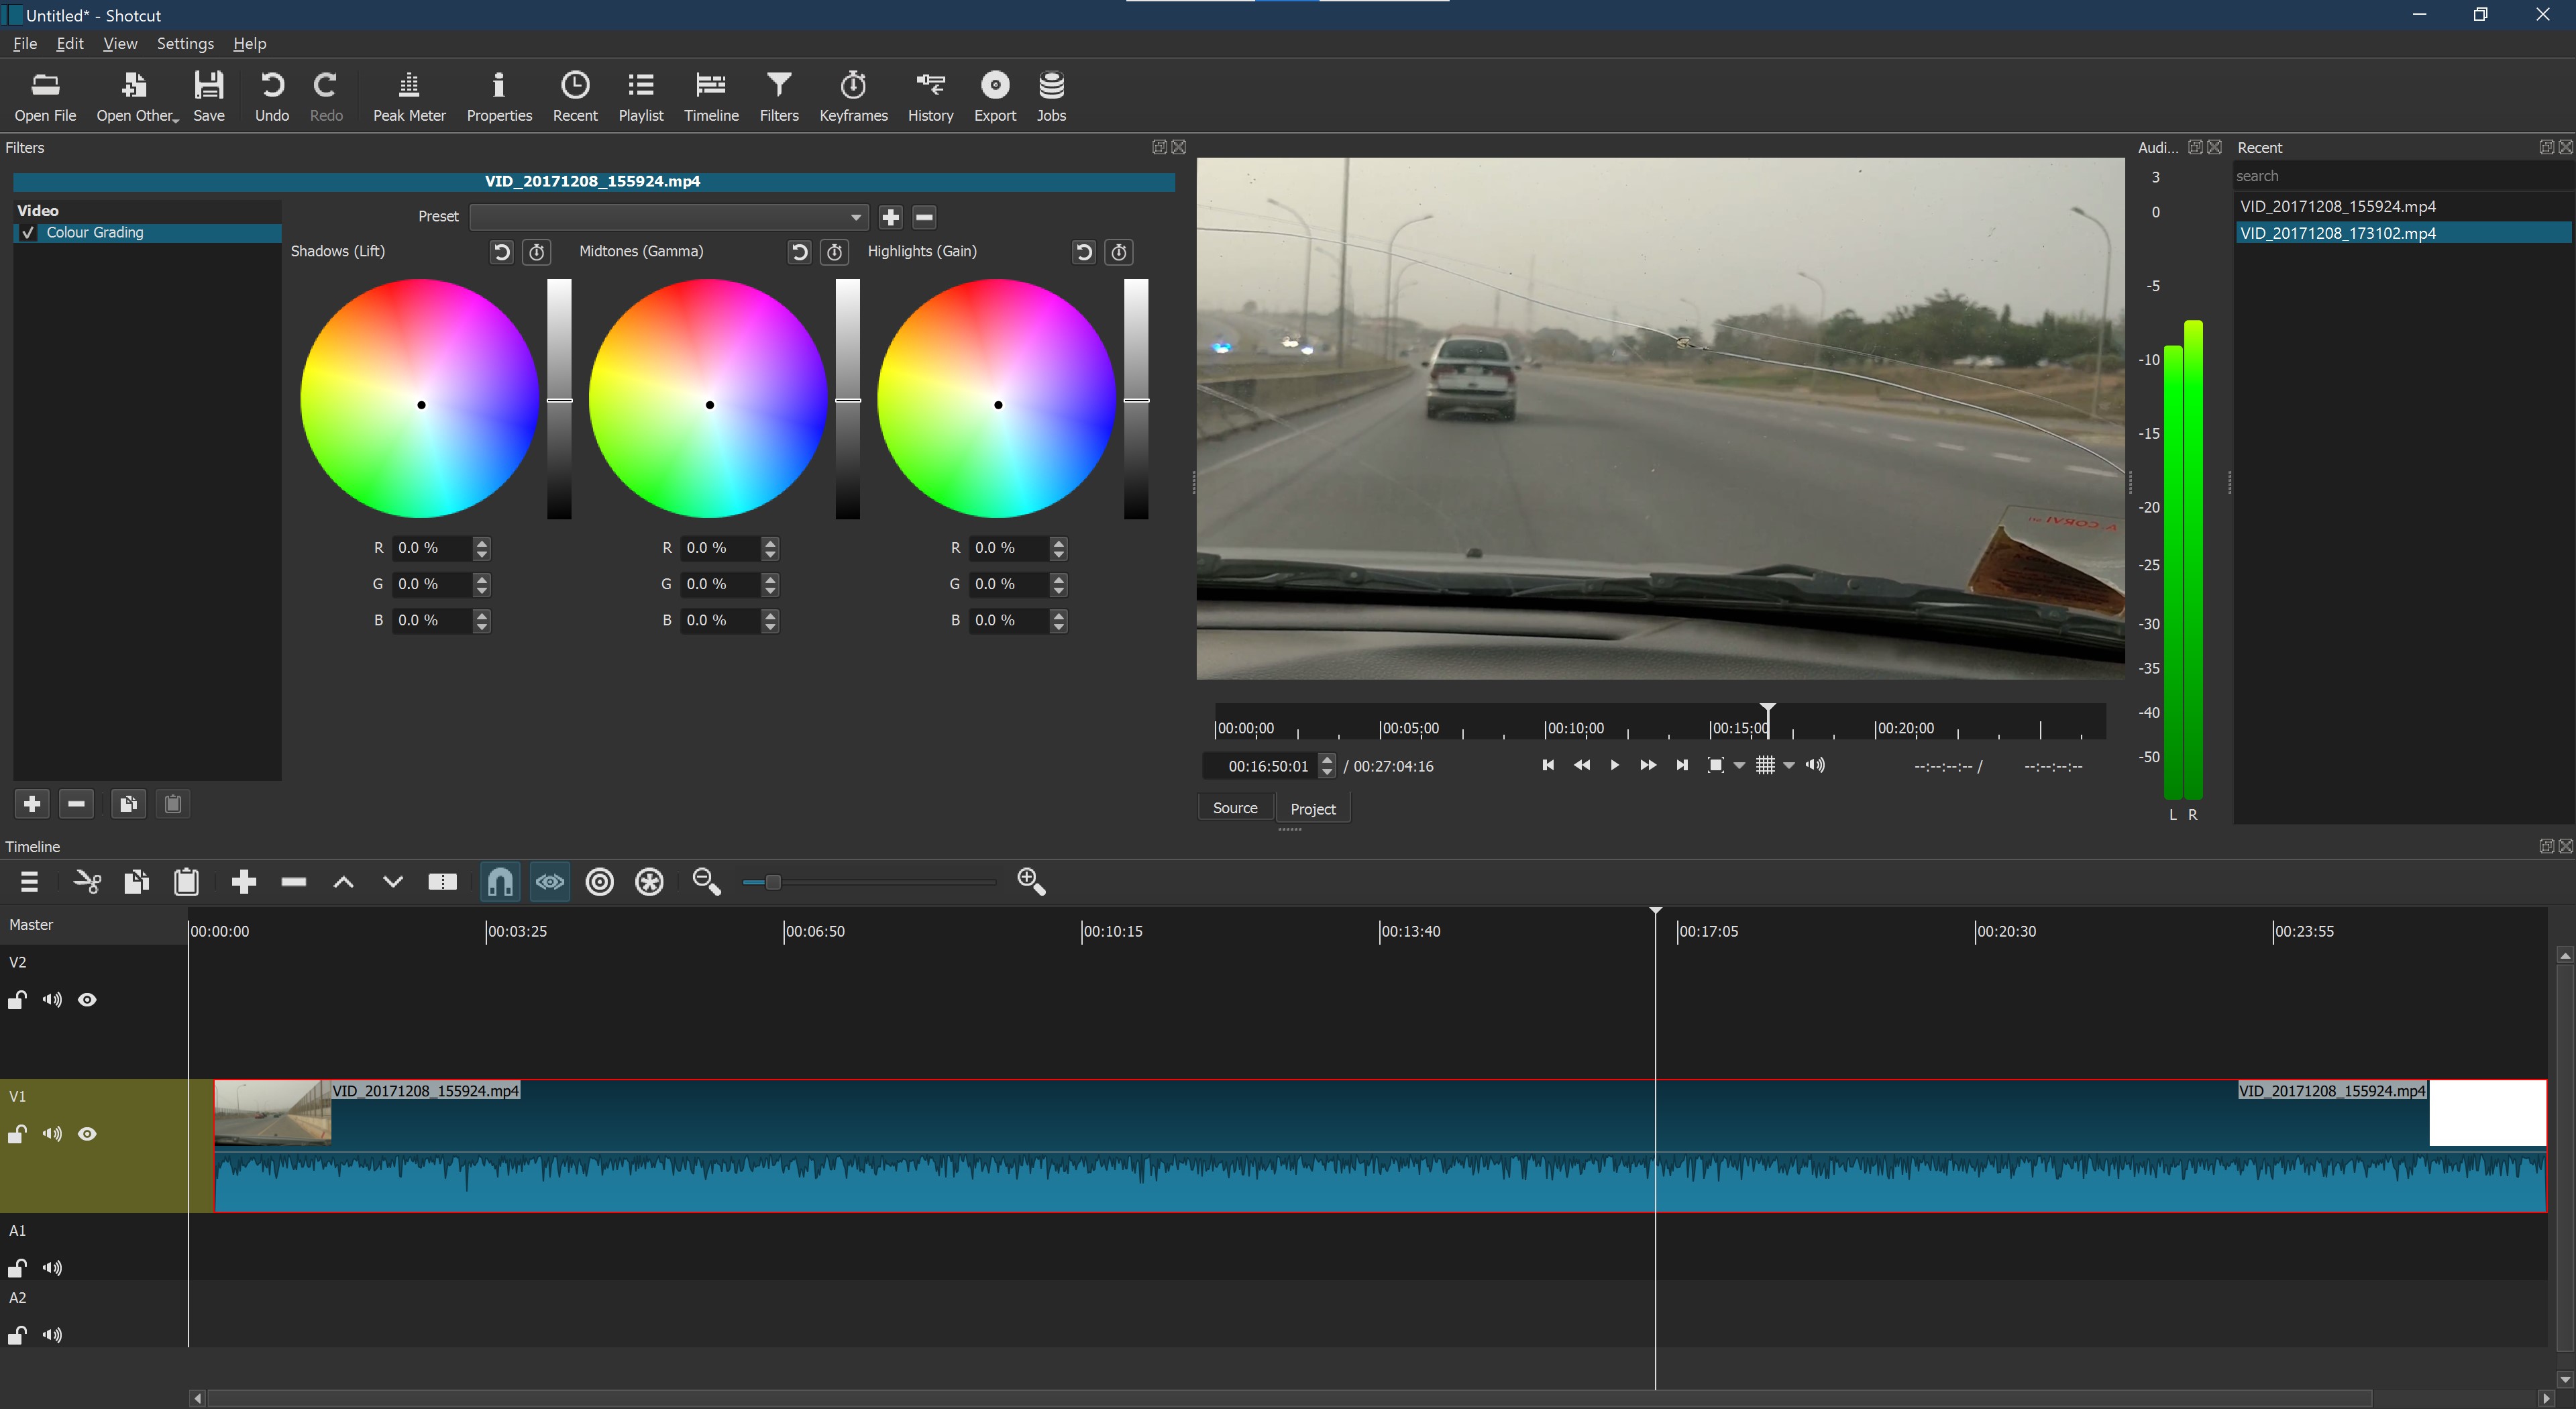 Untitled* - Shotcut
File Edit View Settings Help
Open File Open Other Save Undo Redo Peak Meter Properties Recent Playlist Timeline Filters Keyframes History Export Jobs
Filters
VID_20171208_155924.mp4
Video
Colour Grading
Preset
Shadows (Lift) Midtones (Gamma) Highlights (Gain)
R 0.0 % R 0.0 % R 0.0 %
G 0.0 % G 0.0 % G 0.0 %
B 0.0 % B 0.0 % B 0.0 %
00:00:00 00:05:00 00:10:00 00:15:00 00:20:00
00:16:50:01 / 00:27:04:16 --:--:--:-- / --:--:--:--
Source Project
Audi...
3
0
-5
-10
-15
-20
-25
-30
-35
-40
-50
L R
Recent
search
VID_20171208_155924.mp4
VID_20171208_173102.mp4
Timeline
Master
00:00:00 00:03:25 00:06:50 00:10:15 00:13:40 00:17:05 00:20:30 00:23:55
V2
V1
VID_20171208_155924.mp4 VID_20171208_155924.mp4
A1
A2